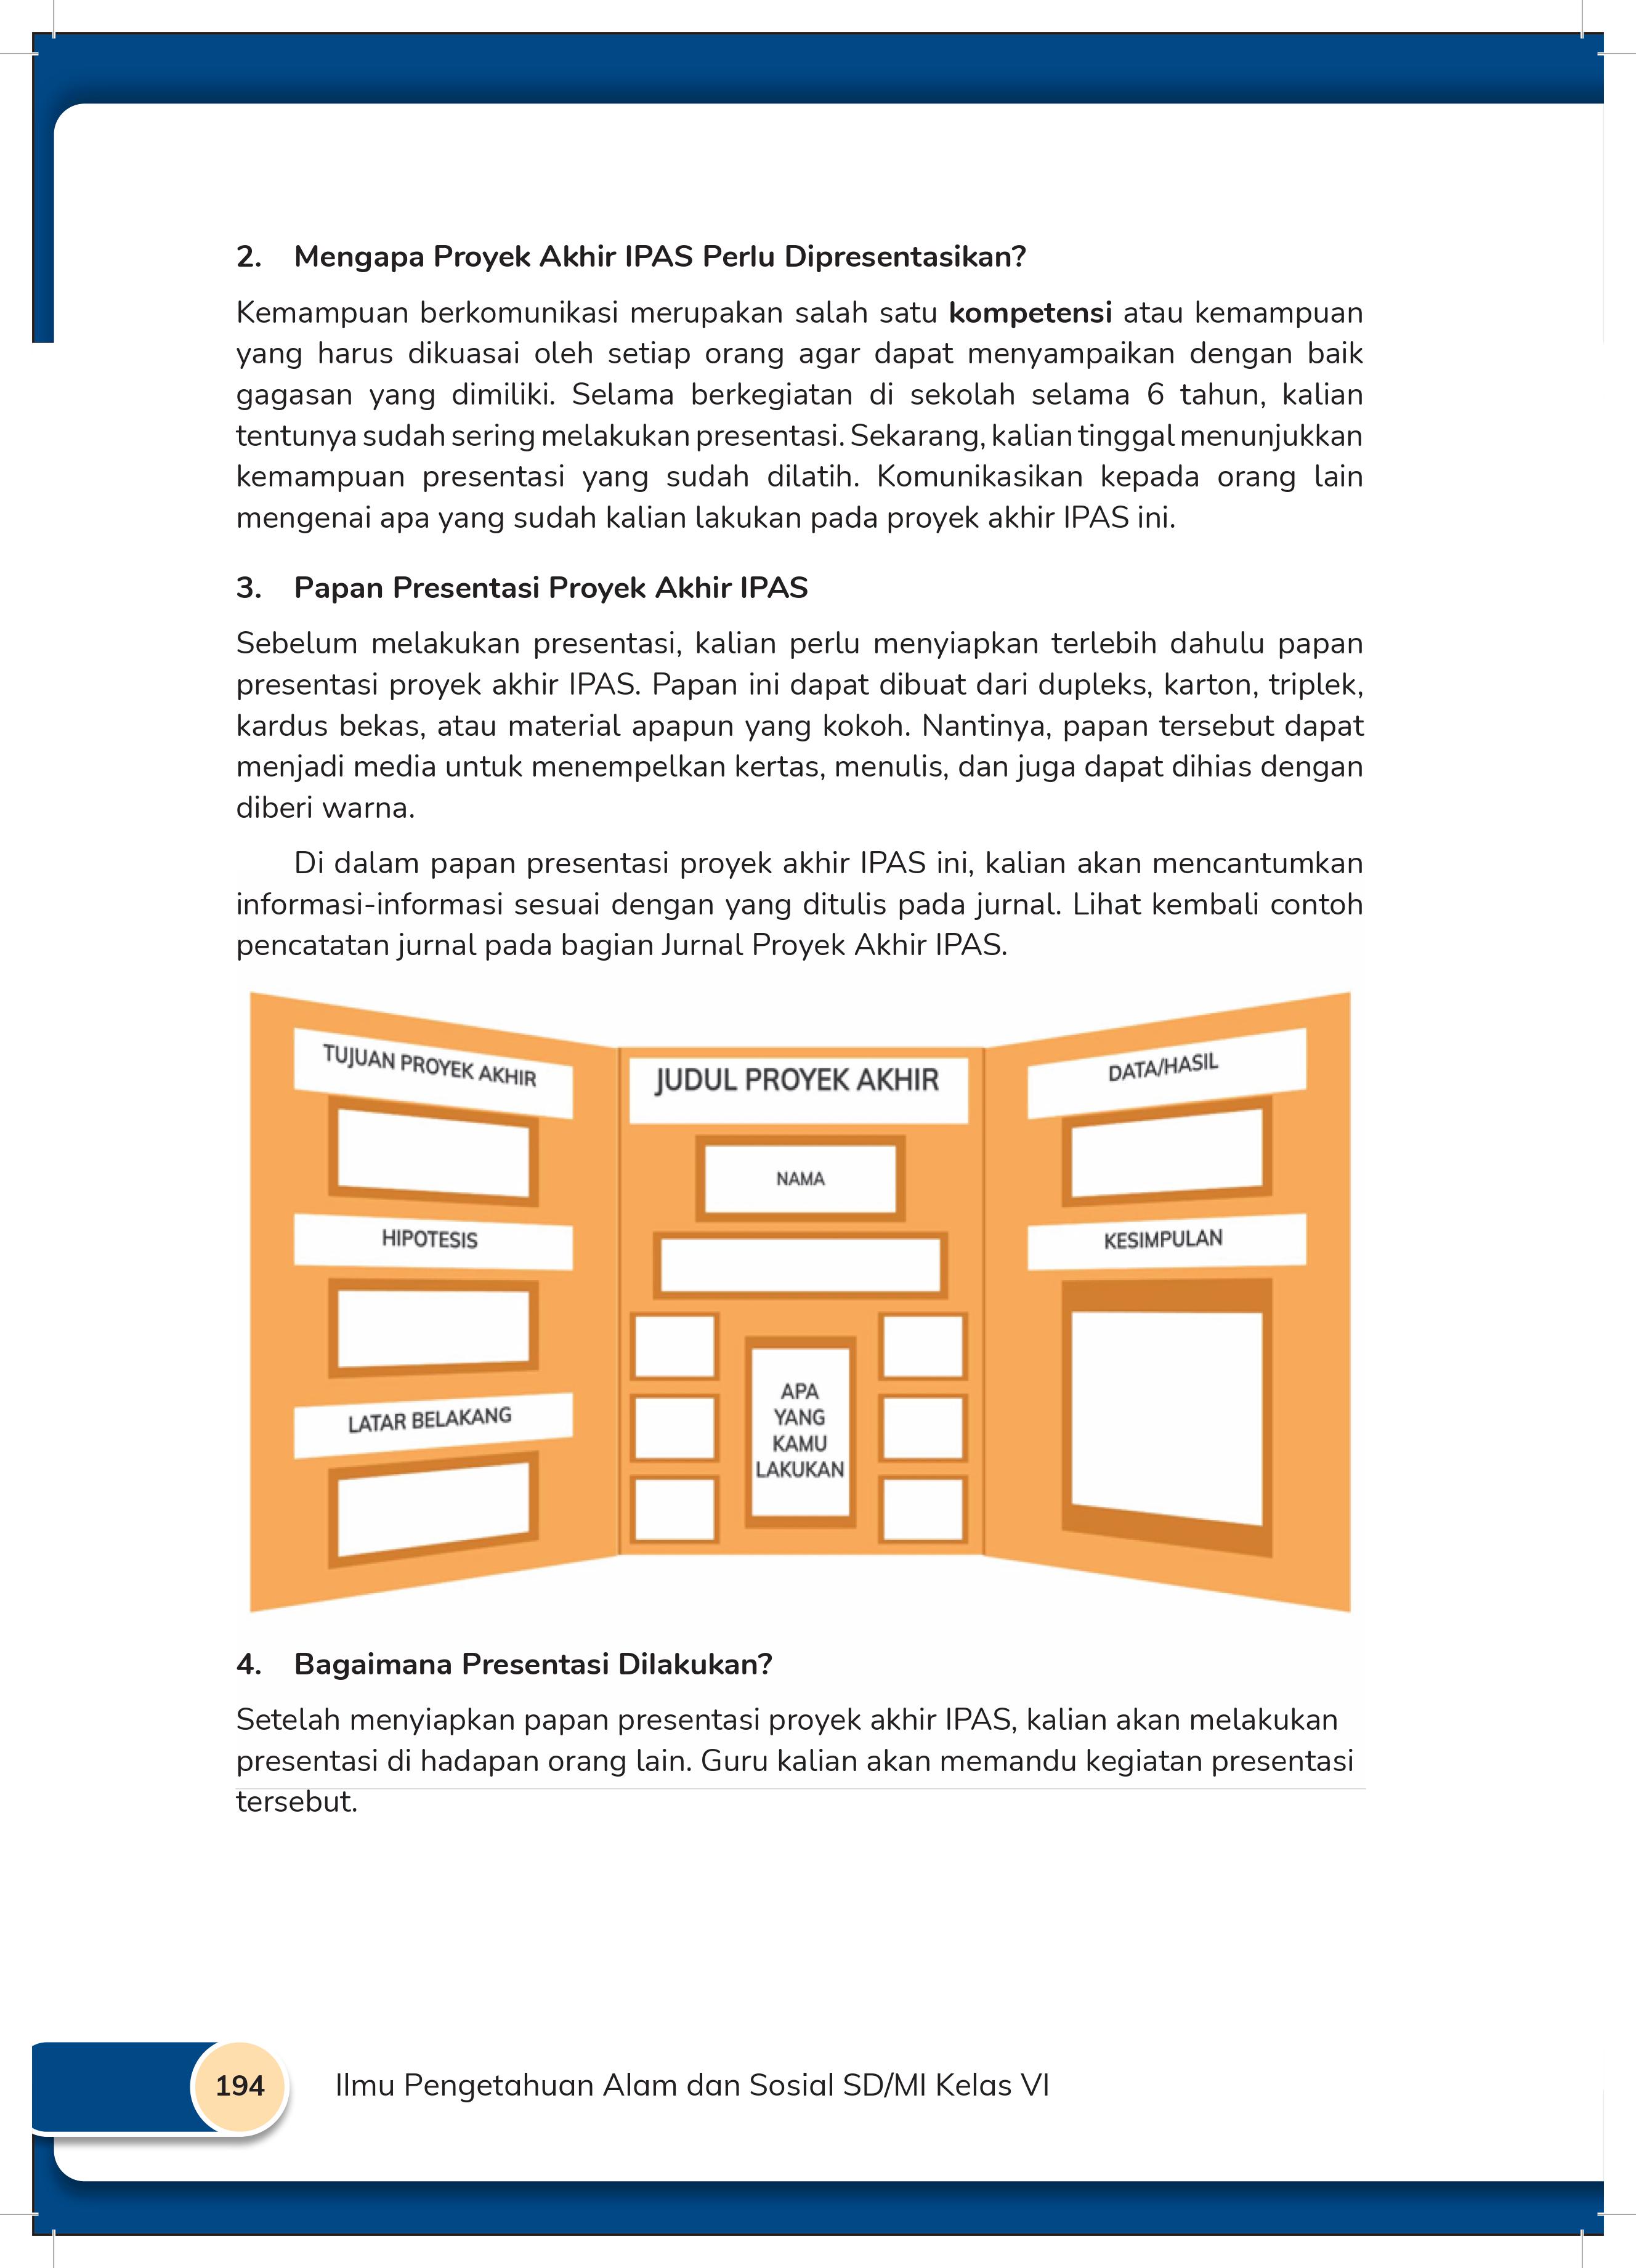 2. Mengapa Proyek Akhir IPAS Perlu Dipresentasikan?
Kemampuan berkomunikasi merupakan salah satu kompetensi atau kemampuan
yang harus dikuasai oleh setiap orang agar dapat menyampaikan dengan baik
gagasan yang dimiliki. Selama berkegiatan di sekolah selama 6 tahun, kalian
tentunya sudah sering melakukan presentasi. Sekarang, kalian tinggal menunjukkan
kemampuan presentasi yang sudah dilatih. Komunikasikan kepada orang lain
mengenai apa yang sudah kalian lakukan pada proyek akhir IPAS ini.
3. Papan Presentasi Proyek Akhir IPAS
Sebelum melakukan presentasi, kalian perlu menyiapkan terlebih dahulu papan
presentasi proyek akhir IPAS. Papan ini dapat dibuat dari dupleks, karton, triplek,
kardus bekas, atau material apapun yang kokoh. Nantinya, papan tersebut dapat
menjadi media untuk menempelkan kertas, menulis, dan juga dapat dihias dengan
diberi warna.
Di dalam papan presentasi proyek akhir IPAS ini, kalian akan mencantumkan
informasi-informasi sesuai dengan yang ditulis pada jurnal. Lihat kembali contoh
pencatatan jurnal pada bagian Jurnal Proyek Akhir IPAS.
TUJUAN PROYEK AKHIR
HIPOTESIS
LATAR BELAKANG
JUDUL PROYEK AKHIR
NAMA
APA
YANG
KAMU
LAKUKAN
DATA/HASIL
KESIMPULAN
4. Bagaimana Presentasi Dilakukan?
Setelah menyiapkan papan presentasi proyek akhir IPAS, kalian akan melakukan
presentasi di hadapan orang lain. Guru kalian akan memandu kegiatan presentasi
tersebut.
194 Ilmu Pengetahuan Alam dan Sosial SD/MI Kelas VI